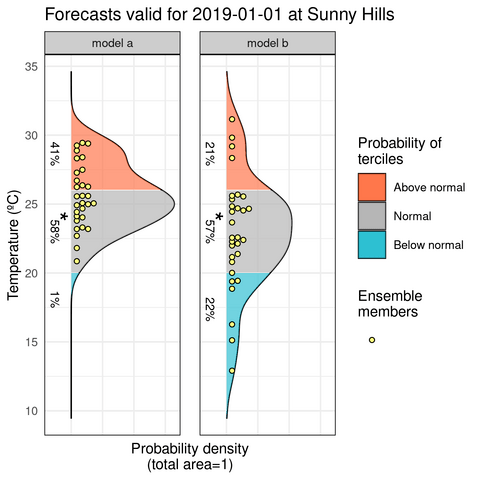 Forecasts valid for 2019-01-01 at Sunny Hills
model a
model b
35
30
25
20
15
10
Temperature (ºC)
41%
58%
1%
*
21%
57%
22%
*
Probability density
(total area=1)
Probability of
terciles
Above normal
Normal
Below normal
Ensemble
members